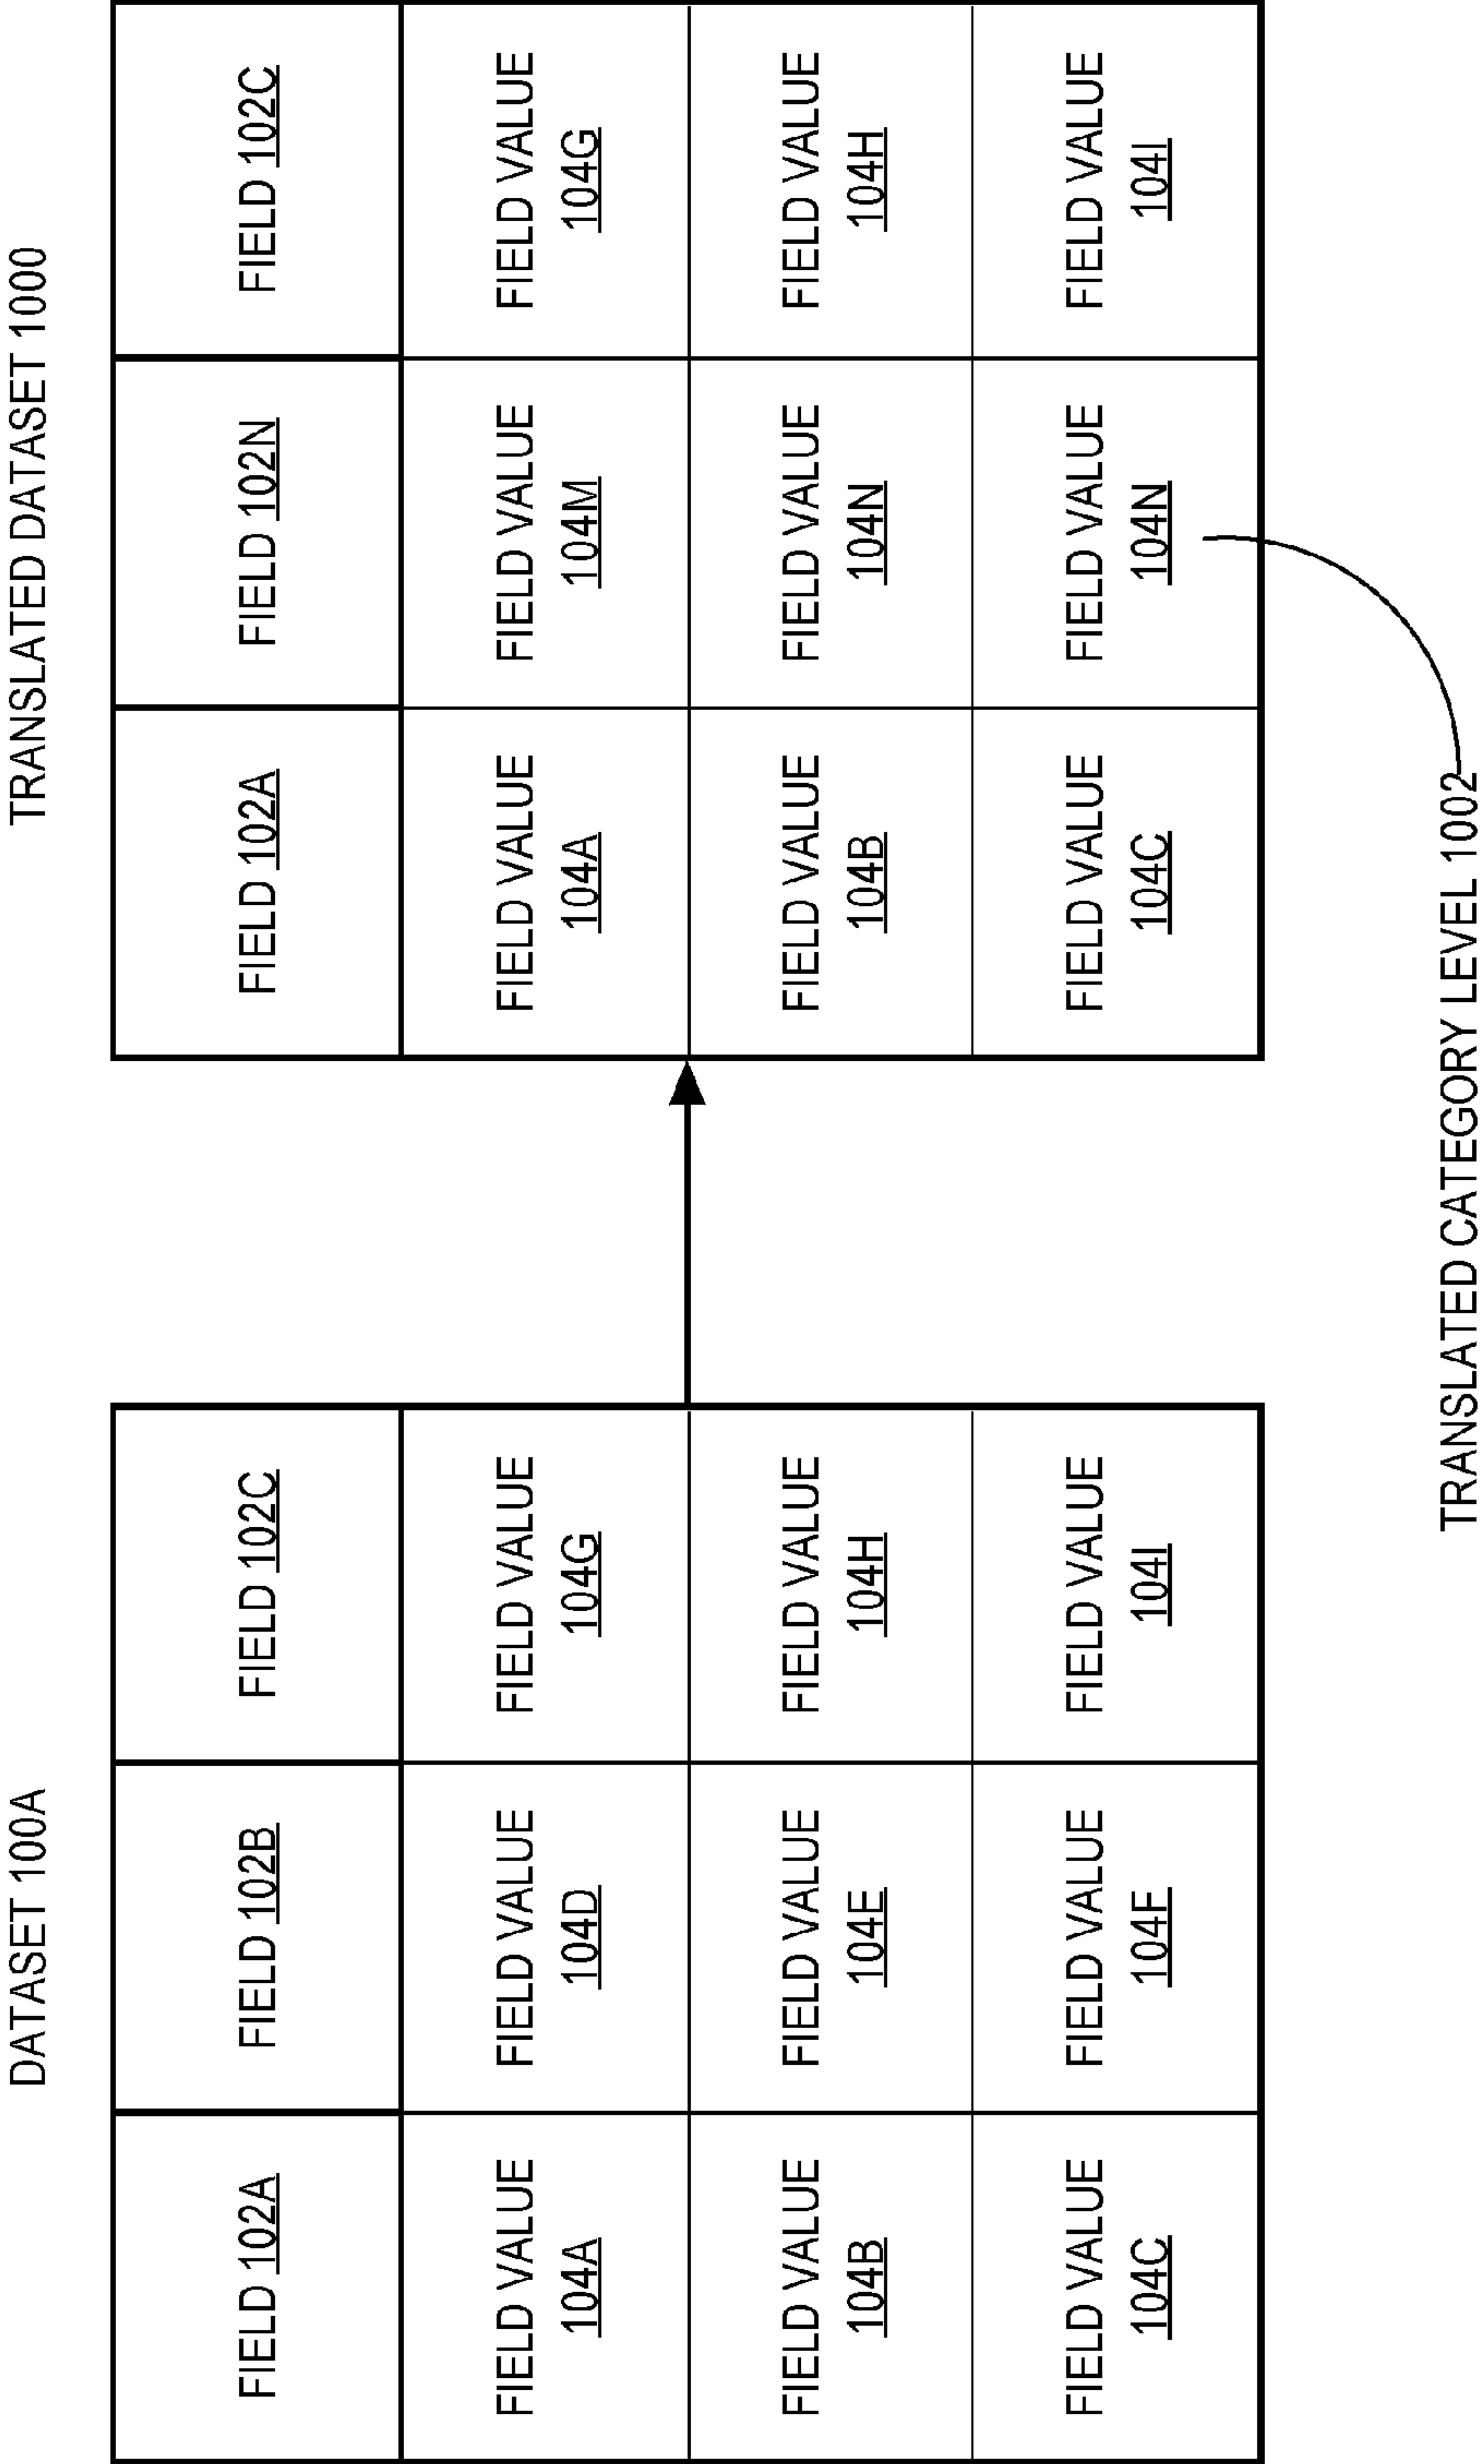 DATASET 100A
FIELD 102A
FIELD 102B
FIELD 102C
FIELD VALUE
104A
FIELD VALUE
104D
FIELD VALUE
104G
FIELD VALUE
104B
FIELD VALUE
104E
FIELD VALUE
104H
FIELD VALUE
104C
FIELD VALUE
104F
FIELD VALUE
104I
TRANSLATED DATASET 1000
FIELD 102A
FIELD 102N
FIELD 102C
FIELD VALUE
104A
FIELD VALUE
104M
FIELD VALUE
104G
FIELD VALUE
104B
FIELD VALUE
104N
FIELD VALUE
104H
FIELD VALUE
104C
FIELD VALUE
104N
FIELD VALUE
104I
TRANSLATED CATEGORY LEVEL 1002